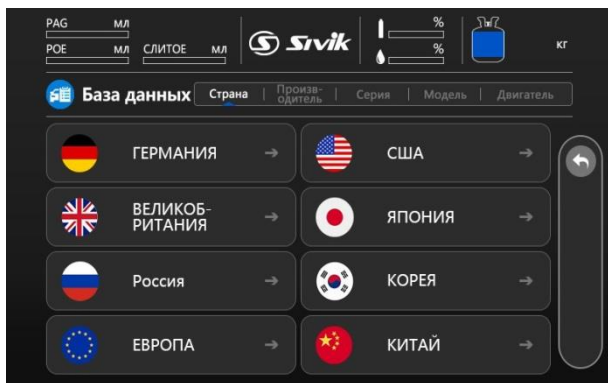 PAG МЛ
POE МЛ СЛИТОЕ МЛ
Sivik
%
%
кг
База данных
Страна | Произв-
одитель | Серия | Модель | Двигатель
ГЕРМАНИЯ
США
ВЕЛИКОБ-
РИТАНИЯ
ЯПОНИЯ
Россия
КОРЕЯ
ЕВРОПА
КИТАЙ